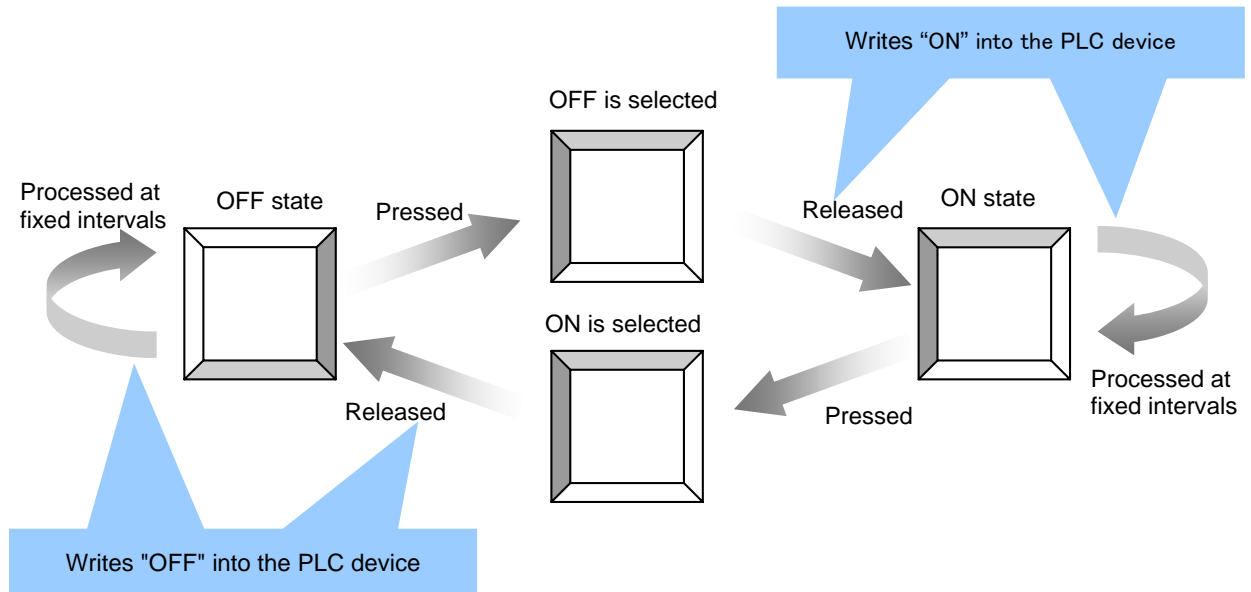 Writes “ON” into the PLC device
OFF is selected
Processed at
fixed intervals
OFF state
Pressed
Released
ON state
ON is selected
Processed at
fixed intervals
Released
Pressed
Writes "OFF" into the PLC device